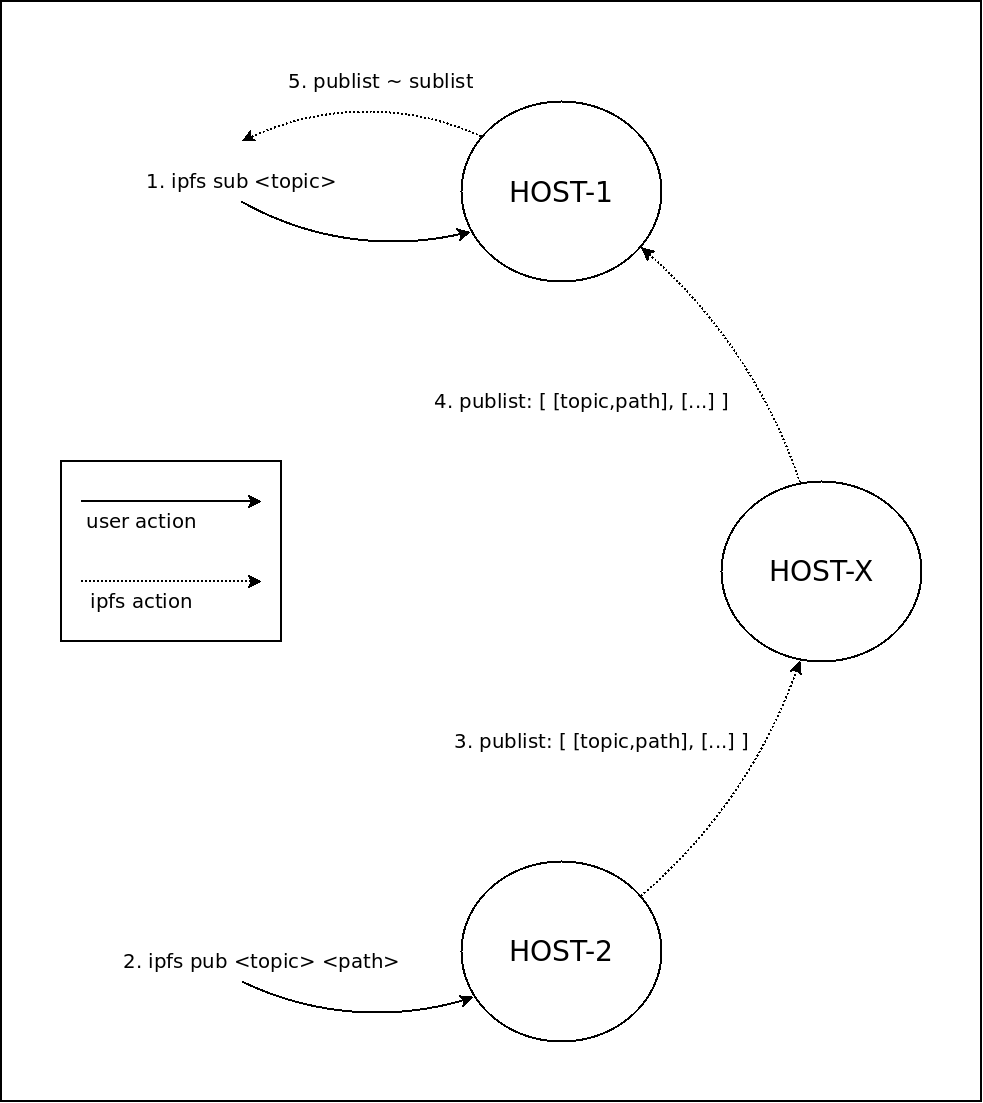 5. publist ~ sublist
1. ipfs sub <topic>
HOST-1
4. publist: [ [topic,path], [...] ]
user action
ipfs action
HOST-X
3. publist: [ [topic,path], [...] ]
2. ipfs pub <topic> <path>
HOST-2